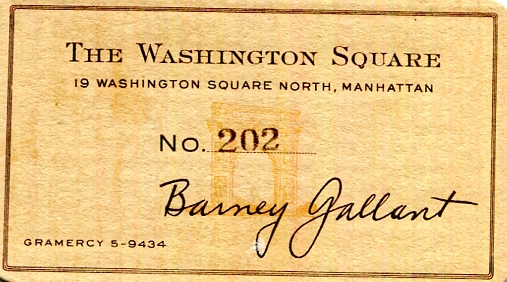 THE WASHINGTON SQUARE
19 WASHINGTON SQUARE NORTH, MANHATTAN
No. 202
Barney Gallant
GRAMERCY 5-9434